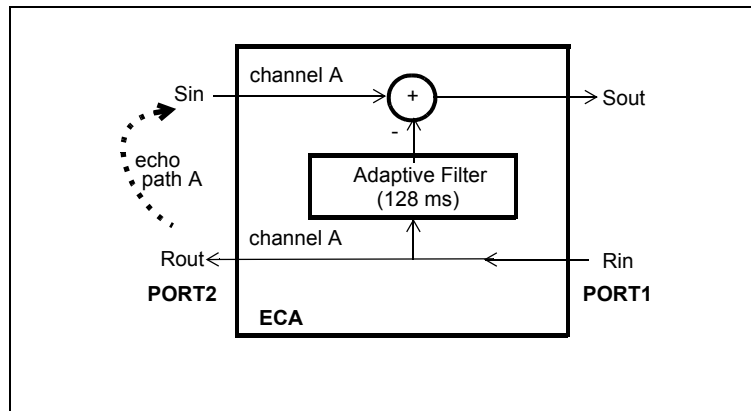 channel A
Sin
+
Sout
-
echo
path A
Adaptive Filter
(128 ms)
channel A
Rout
Rin
PORT2
PORT1
ECA